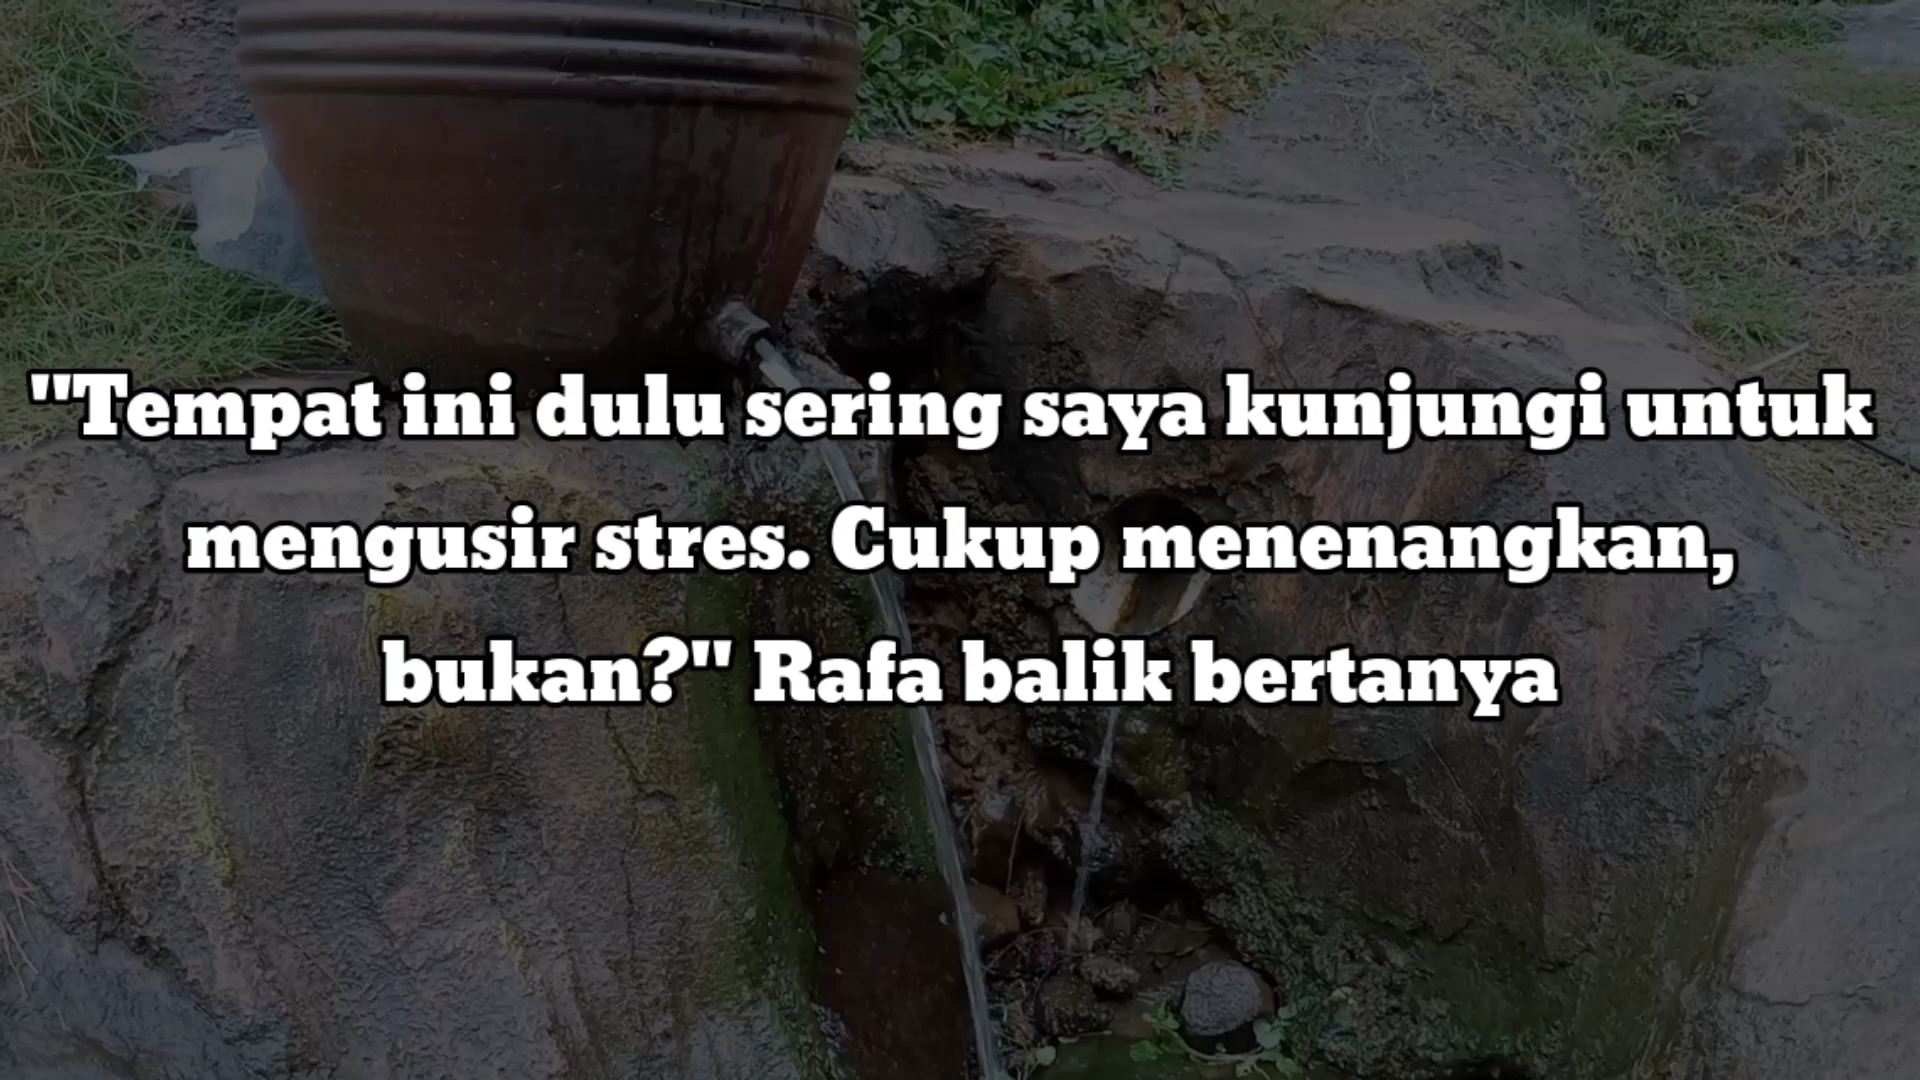 "Tempat ini dulu sering saya kunjungi untuk
mengusir stres. Cukup menenangkan,
bukan?" Rafa balik bertanya